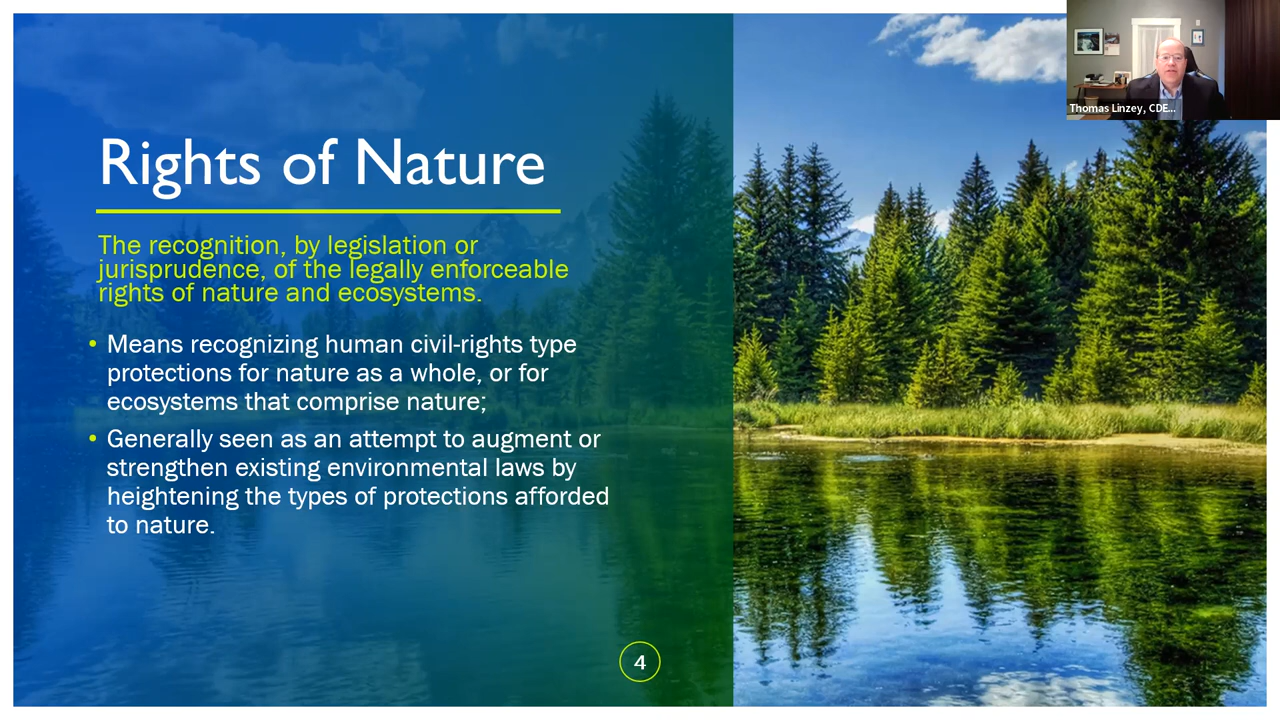 Thomas Linzey, CDE...
Rights of Nature
The recognition, by legislation or
jurisprudence, of the legally enforceable
rights of nature and ecosystems.
• Means recognizing human civil-rights type
protections for nature as a whole, or for
ecosystems that comprise nature;
• Generally seen as an attempt to augment or
strengthen existing environmental laws by
heightening the types of protections afforded
to nature.
4